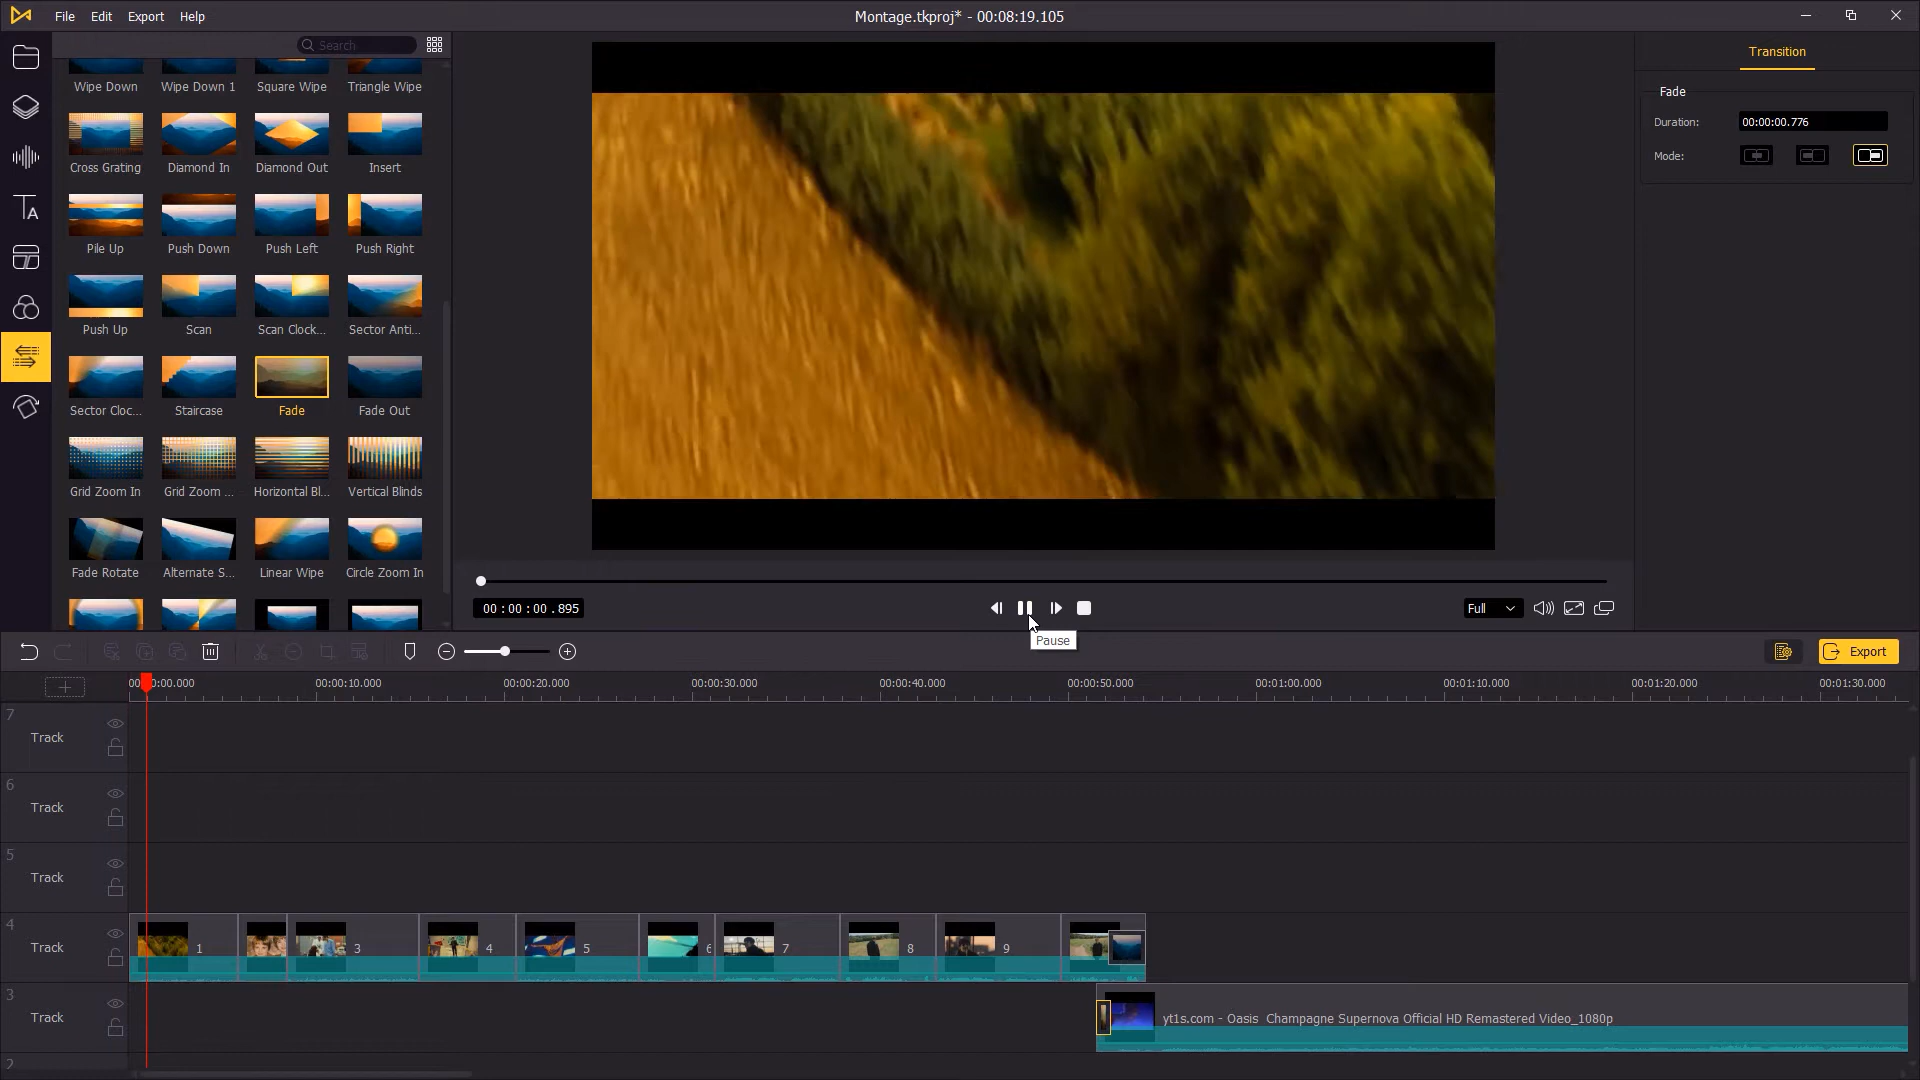 File Edit Export Help
Montage.tkproj* - 00:08:19.105
Search
Transition
Wipe Down Wipe Down 1 Square Wipe Triangle Wipe
Fade
Duration: 00:00:00.776
Mode:
Cross Grating Diamond In Diamond Out Insert
Pile Up Push Down Push Left Push Right
Push Up Scan Scan Clock... Sector Anti...
Sector Cloc... Staircase Fade Fade Out
Grid Zoom In Grid Zoom ... Horizontal Bl... Vertical Blinds
Fade Rotate Alternate S... Linear Wipe Circle Zoom In
00 : 00 : 00 . 895
Full
Pause
Export
00:00:10.000 00:00:20.000 00:00:30.000 00:00:40.000 00:00:50.000 00:01:00.000 00:01:10.000 00:01:20.000 00:01:30.000
7
Track
6
Track
5
Track
4
Track 1 3 4 5 6 7 8 9
3
Track yt1s.com - Oasis Champagne Supernova Official HD Remastered Video_1080p
2